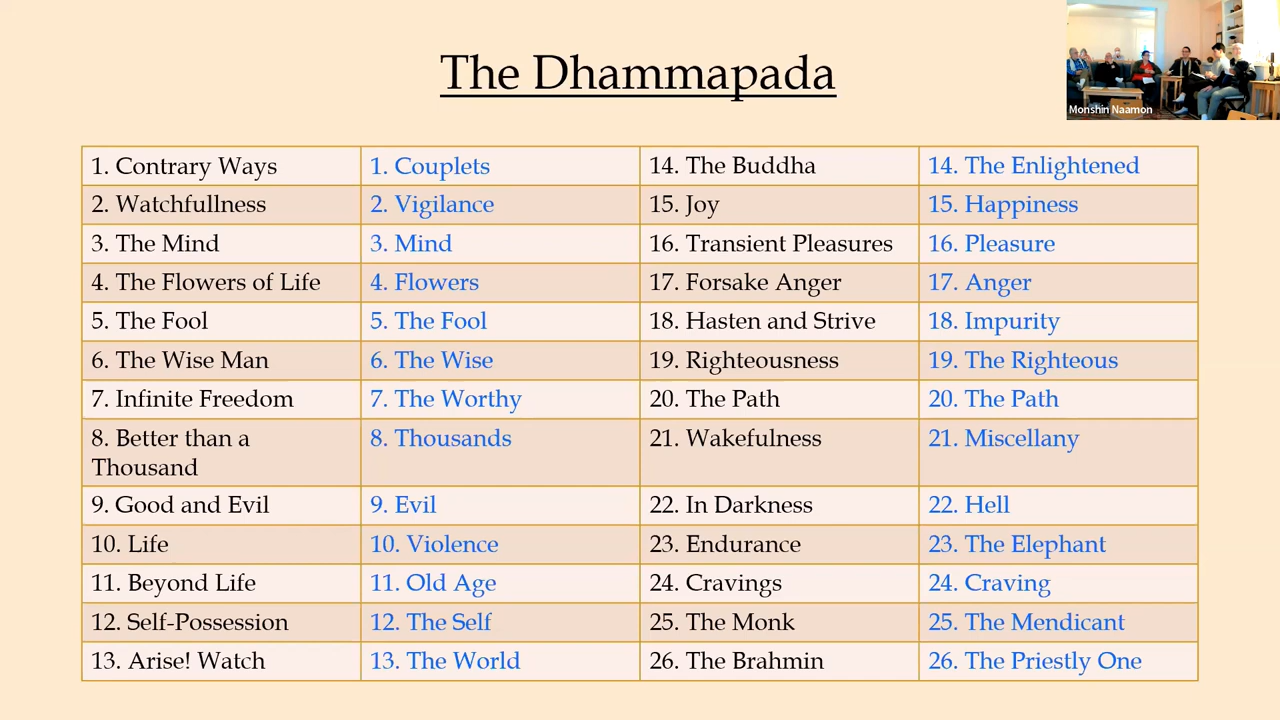 The Dhammapada
Monshin Naamon
1. Contrary Ways 1. Couplets 14. The Buddha 14. The Enlightened
2. Watchfullness 2. Vigilance 15. Joy 15. Happiness
3. The Mind 3. Mind 16. Transient Pleasures 16. Pleasure
4. The Flowers of Life 4. Flowers 17. Forsake Anger 17. Anger
5. The Fool 5. The Fool 18. Hasten and Strive 18. Impurity
6. The Wise Man 6. The Wise 19. Righteousness 19. The Righteous
7. Infinite Freedom 7. The Worthy 20. The Path 20. The Path
8. Better than a 8. Thousands 21. Wakefulness 21. Miscellany
Thousand
9. Good and Evil 9. Evil 22. In Darkness 22. Hell
10. Life 10. Violence 23. Endurance 23. The Elephant
11. Beyond Life 11. Old Age 24. Cravings 24. Craving
12. Self-Possession 12. The Self 25. The Monk 25. The Mendicant
13. Arise! Watch 13. The World 26. The Brahmin 26. The Priestly One